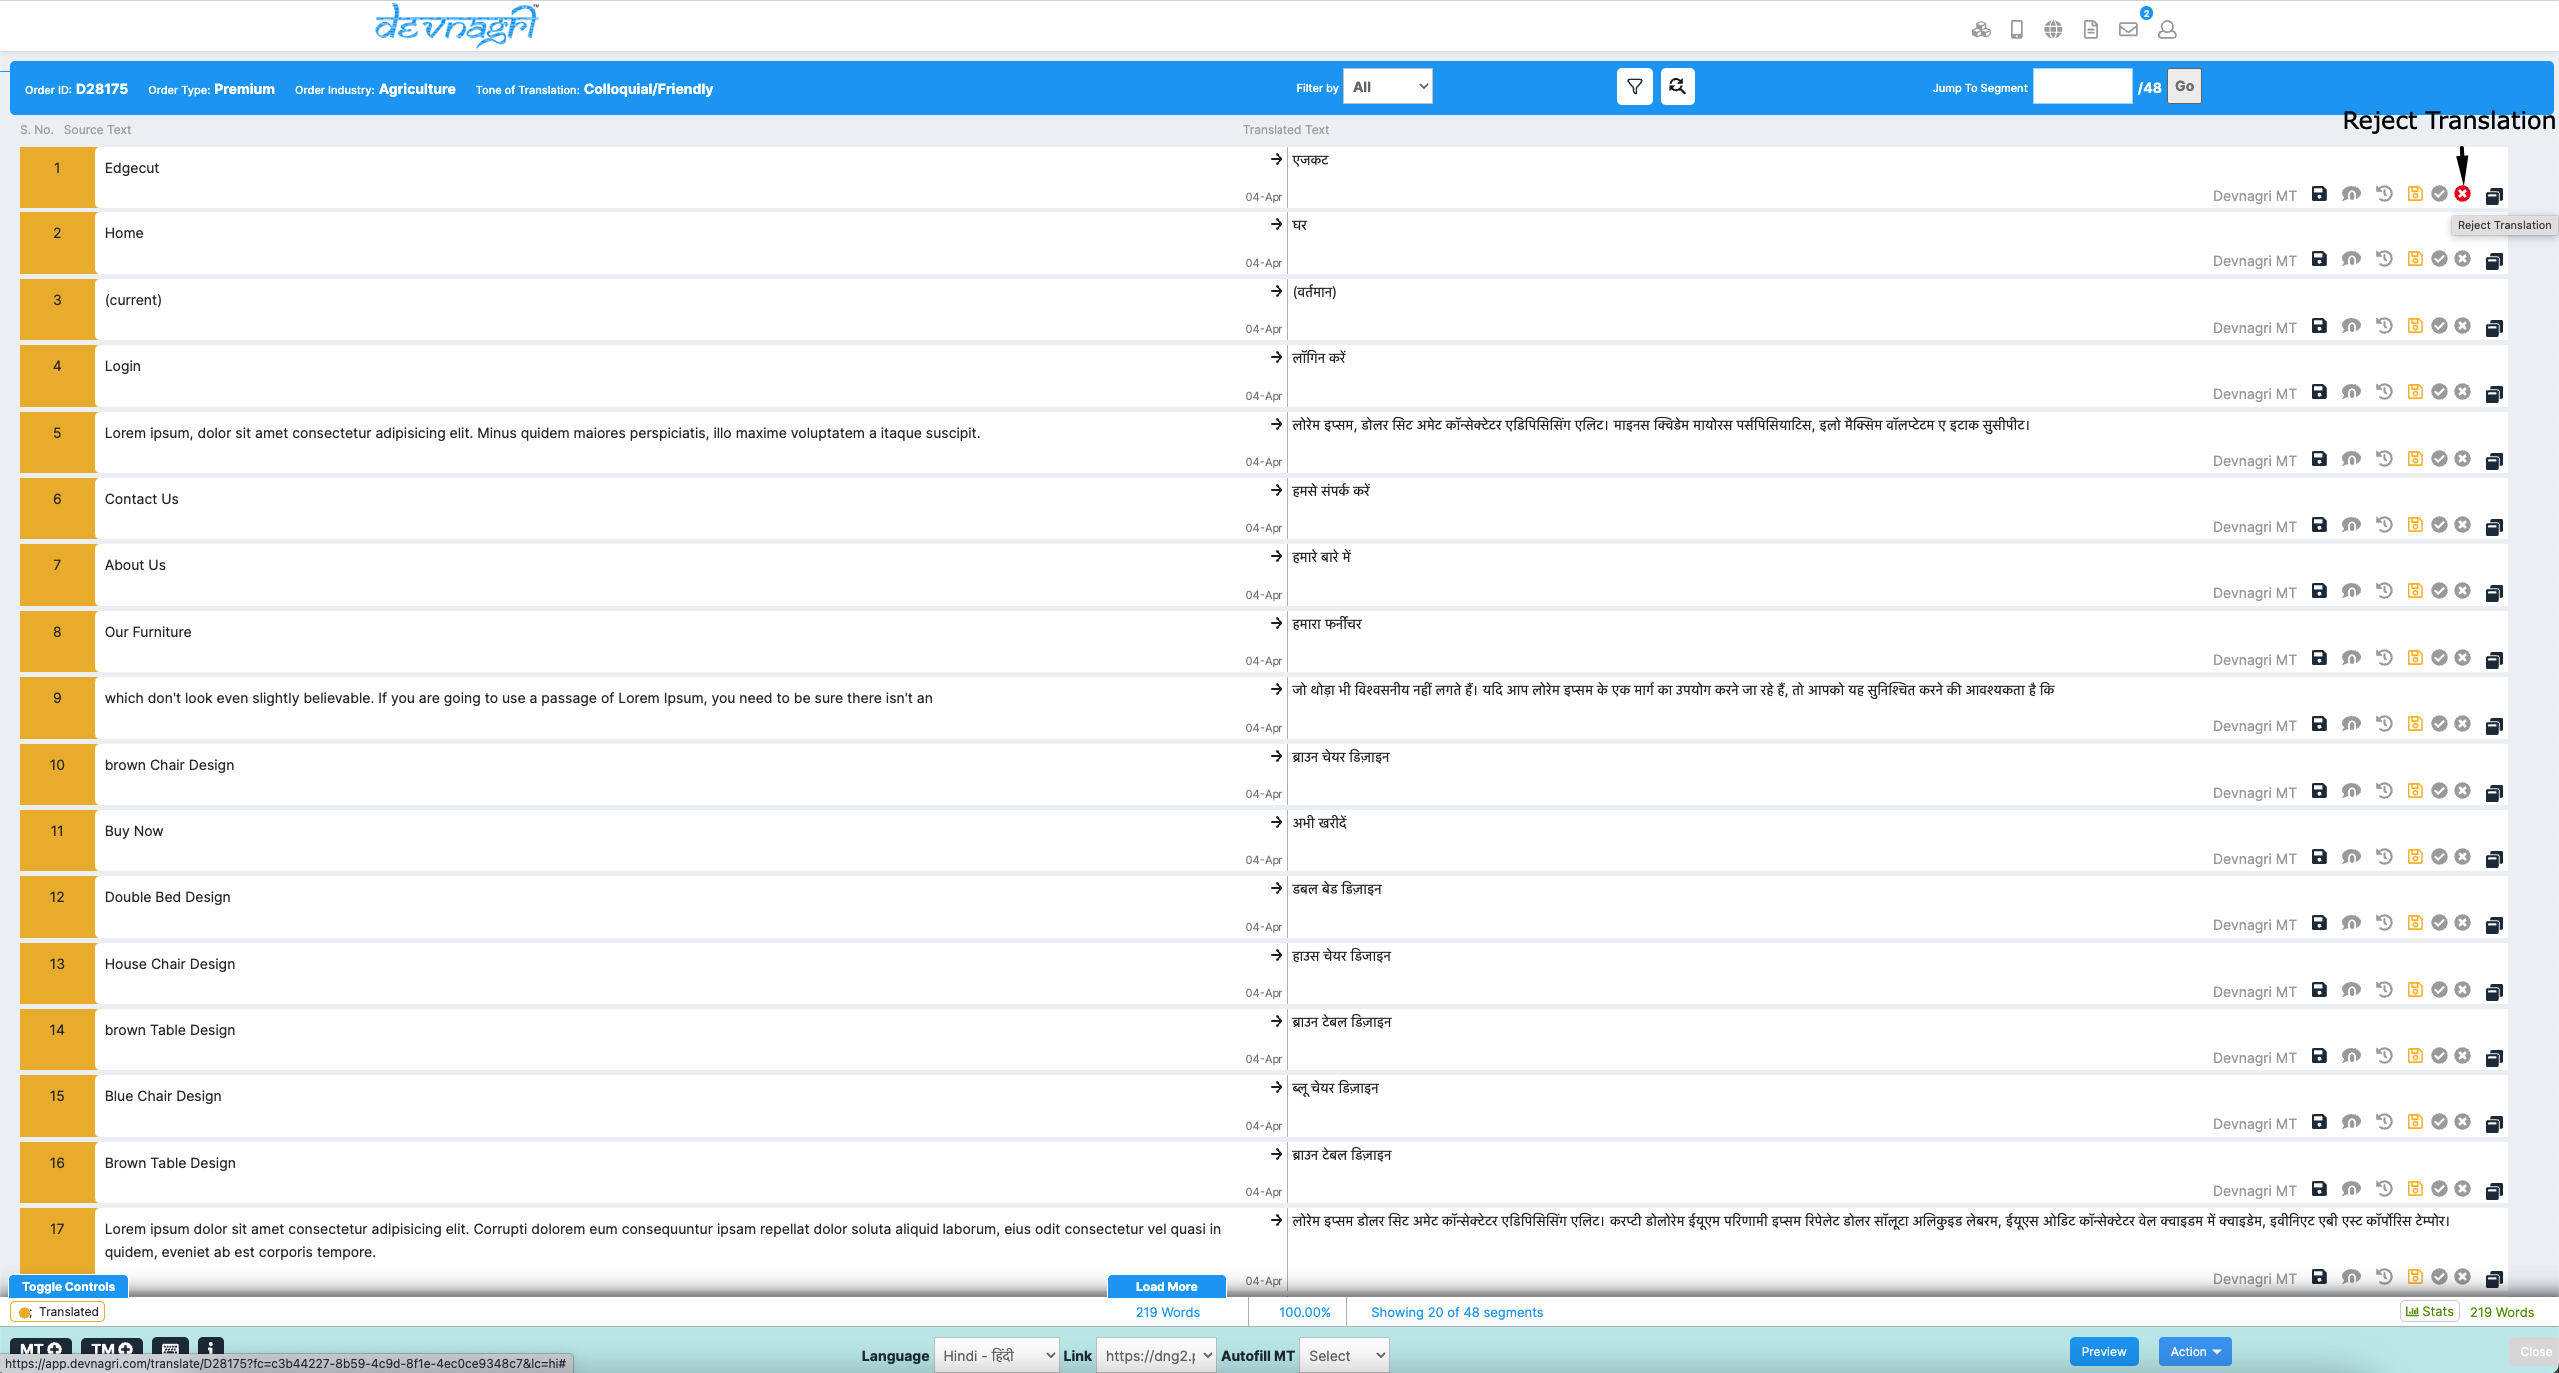 devnagri™
2
Order ID: D28175 Order Type: Premium Order Industry: Agriculture Tone of Translation: Colloquial/Friendly Filter by All Jump To Segment /48 Go
Reject Translation
S. No. Source Text Translated Text
1 Edgecut एजकट
04-Apr Devnagri MT
Reject Translation
2 Home घर
04-Apr Devnagri MT
3 (current) (वर्तमान)
04-Apr Devnagri MT
4 Login लॉगिन करें
04-Apr Devnagri MT
5 Lorem ipsum, dolor sit amet consectetur adipisicing elit. Minus quidem maiores perspiciatis, illo maxime voluptatem a itaque suscipit. लोरेम इप्सम, डोलर सिट अमेट कॉन्सेक्टेटर एडिपिसिसिंग एलिट। माइनस क्विडेम मायोरस पर्सपिसियाटिस, इलो मैक्सिम वॉलप्टेटम ए इटाक सुसीपीट।
04-Apr Devnagri MT
6 Contact Us हमसे संपर्क करें
04-Apr Devnagri MT
7 About Us हमारे बारे में
04-Apr Devnagri MT
8 Our Furniture हमारा फर्नीचर
04-Apr Devnagri MT
9 which don't look even slightly believable. If you are going to use a passage of Lorem Ipsum, you need to be sure there isn't an जो थोड़ा भी विश्वसनीय नहीं लगते हैं। यदि आप लोरेम इप्सम के एक मार्ग का उपयोग करने जा रहे हैं, तो आपको यह सुनिश्चित करने की आवश्यकता है कि
04-Apr Devnagri MT
10 brown Chair Design ब्राउन चेयर डिज़ाइन
04-Apr Devnagri MT
11 Buy Now अभी खरीदें
04-Apr Devnagri MT
12 Double Bed Design डबल बेड डिज़ाइन
04-Apr Devnagri MT
13 House Chair Design हाउस चेयर डिजाइन
04-Apr Devnagri MT
14 brown Table Design ब्राउन टेबल डिज़ाइन
04-Apr Devnagri MT
15 Blue Chair Design ब्लू चेयर डिज़ाइन
04-Apr Devnagri MT
16 Brown Table Design ब्राउन टेबल डिज़ाइन
04-Apr Devnagri MT
17 Lorem ipsum dolor sit amet consectetur adipisicing elit. Corrupti dolorem eum consequuntur ipsam repellat dolor soluta aliquid laborum, eius odit consectetur vel quasi in लोरेम इप्सम डोलर सिट अमेट कॉन्सेक्टेटर एडिपिसिसिंग एलिट। करप्टी डोलोरेम ईयूएम परिणामी इप्सम रिपेलेट डोलर सॉलूटा अलिकुइड लेबरम, ईयूएस ओडिट कॉन्सेक्टेटर वेल क्वाइडम में क्वाइडेम, इवीनिएट एबी एस्ट कॉर्पोरिस टेम्पोर।
quidem, eveniet ab est corporis tempore.
04-Apr Devnagri MT
Toggle Controls Load More
Translated 219 Words 100.00% Showing 20 of 48 segments Stats 219 Words
MT TM i
https://app.devnagri.com/translate/D28175?fc=c3b44227-8b59-4c9d-8f1e-4ec0ce9348c7&lc=hi# Language Hindi - हिंदी Link https://dng2.p Autofill MT Select Preview Action Close